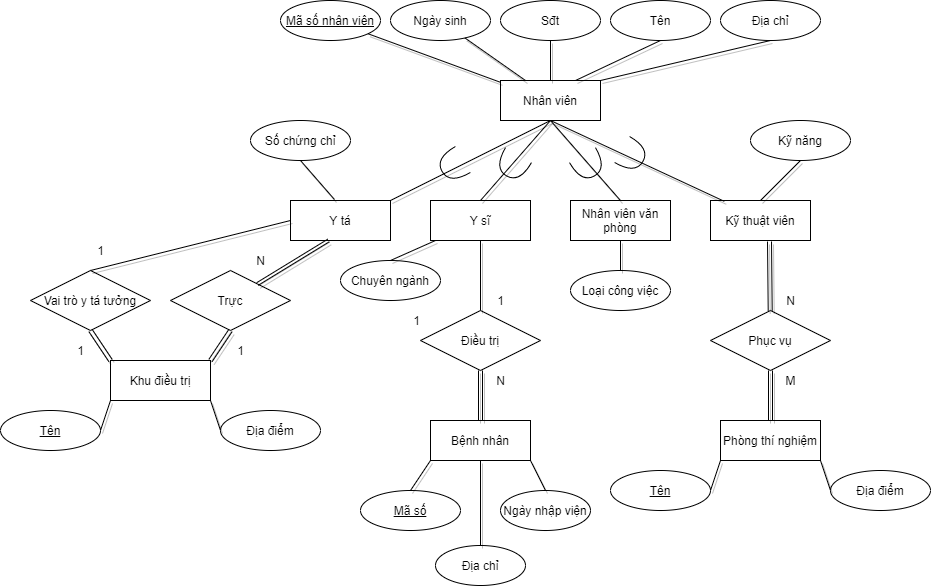 Mã số nhân viên
Ngày sinh
Sđt
Tên
Địa chỉ
Nhân viên
Số chứng chỉ
Kỹ năng
Y tá
Y sĩ
Nhân viên văn
phòng
Kỹ thuật viên
1
N
Chuyên ngành
Loại công việc
Vai trò y tá tưởng
Trực
1
1
N
Điều trị
Phục vụ
1
1
Khu điều trị
N
M
Tên
Địa điểm
Bệnh nhân
Phòng thí nghiệm
Mã số
Ngày nhập viện
Tên
Địa điểm
Địa chỉ